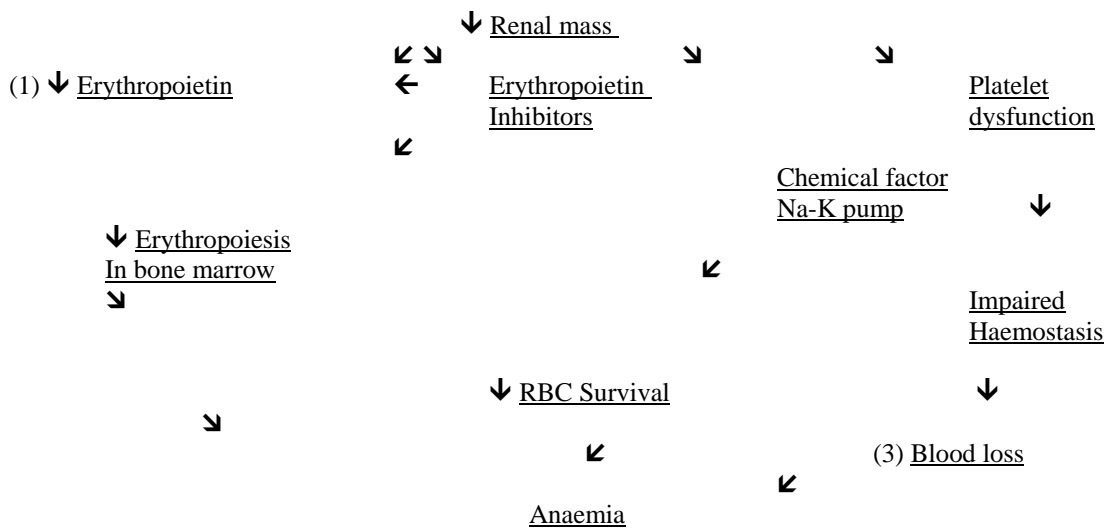 ↓ Renal mass
↙ ↘ ↘ ↘
(1) ↓ Erythropoietin ← Erythropoietin Platelet
Inhibitors dysfunction
↙
Chemical factor
Na-K pump ↓
↓ Erythropoiesis
In bone marrow ↙
↘ Impaired
Haemostasis
↓ RBC Survival ↓
↘
↙ (3) Blood loss
↙
Anaemia